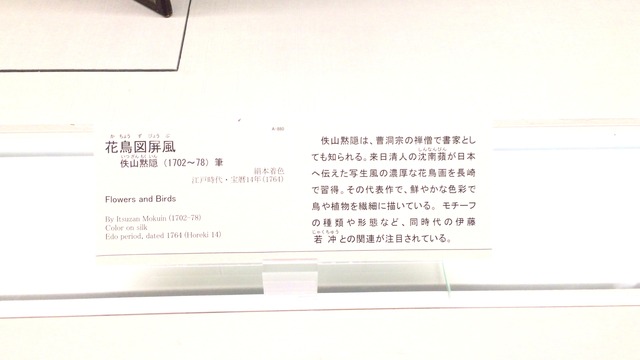 A-880
花鳥図屏風
佚山黙隠（1702〜78）筆
絹本着色
江戸時代・宝暦14年（1764）
Flowers and Birds
By Itsuzan Mokuin (1702-78)
Color on silk
Edo period, dated 1764 (Horeki 14)
佚山黙隠は、曹洞宗の禅僧で書家とし
ても知られる。来日清人の沈南蘋が日本
へ伝えた写生風の濃厚な花鳥画を長崎
で習得。その代表作で、鮮やかな色彩で
鳥や植物を繊細に描いている。モチーフ
の種類や形態など、同時代の伊藤
若冲との関連が注目されている。